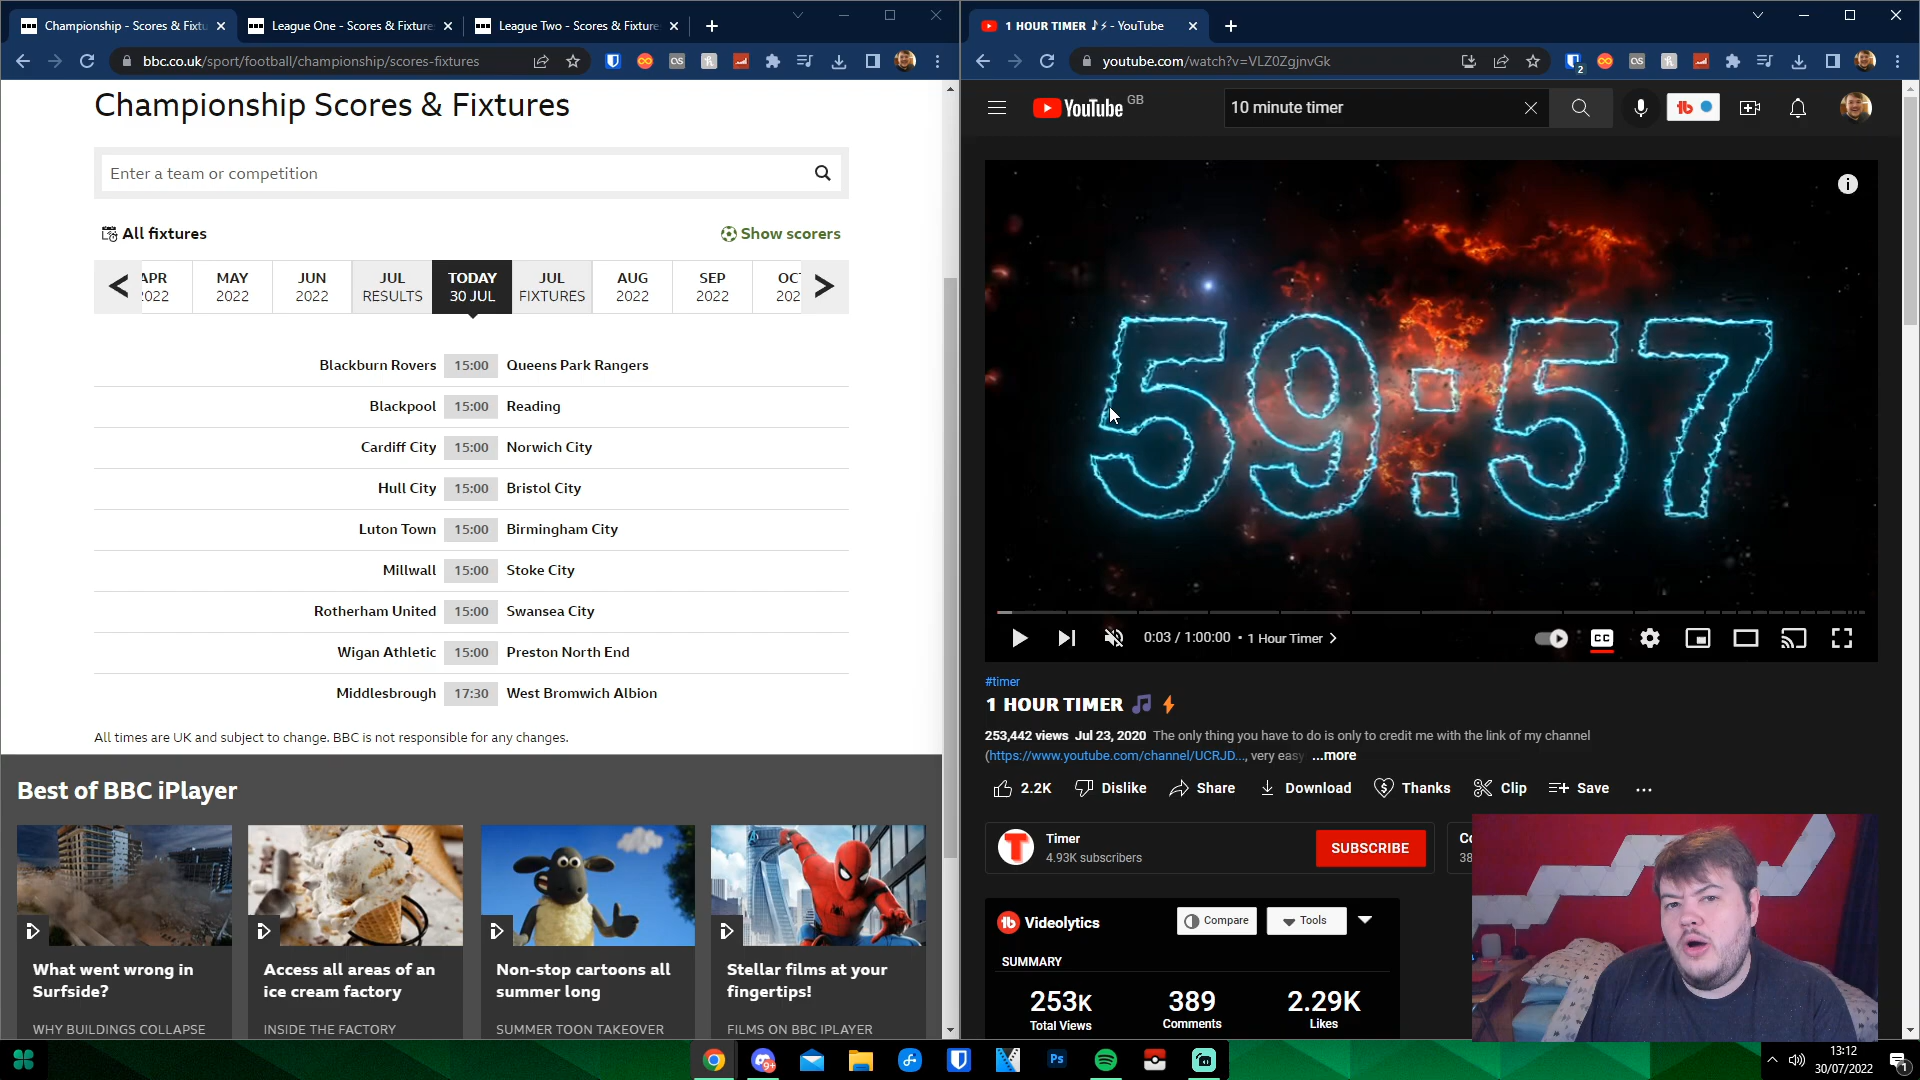 Championship - Scores & Fixtu
League One - Scores & Fixture
League Two - Scores & Fixture
bbc.co.uk/sport/football/championship/scores-fixtures
Championship Scores & Fixtures
Enter a team or competition
All fixtures
Show scorers
APR
2022
MAY
2022
JUN
2022
JUL
RESULTS
TODAY
30 JUL
JUL
FIXTURES
AUG
2022
SEP
2022
OCT
202
Blackburn Rovers 15:00 Queens Park Rangers
Blackpool 15:00 Reading
Cardiff City 15:00 Norwich City
Hull City 15:00 Bristol City
Luton Town 15:00 Birmingham City
Millwall 15:00 Stoke City
Rotherham United 15:00 Swansea City
Wigan Athletic 15:00 Preston North End
Middlesbrough 17:30 West Bromwich Albion
All times are UK and subject to change. BBC is not responsible for any changes.
Best of BBC iPlayer
What went wrong in
Surfside?
WHY BUILDINGS COLLAPSE
Access all areas of an
ice cream factory
INSIDE THE FACTORY
Non-stop cartoons all
summer long
SUMMER TOON TAKEOVER
Stellar films at your
fingertips!
FILMS ON BBC IPLAYER
1 HOUR TIMER 🎵⚡ - YouTube
youtube.com/watch?v=VLZ0ZgjnvGk
2
YouTube GB
10 minute timer
59:57
0:03 / 1:00:00 • 1 Hour Timer
CC
#timer
1 HOUR TIMER 🎵⚡
253,442 views Jul 23, 2020 The only thing you have to do is only to credit me with the link of my channel
(https://www.youtube.com/channel/UCRJD..., very easy ...more
2.2K Dislike Share Download Thanks Clip Save ...
Timer
4.93K subscribers
SUBSCRIBE
38
tb Videolytics
Compare
Tools
SUMMARY
253K
Total Views
389
Comments
2.29K
Likes
9+
Ps
13:12
30/07/2022
1